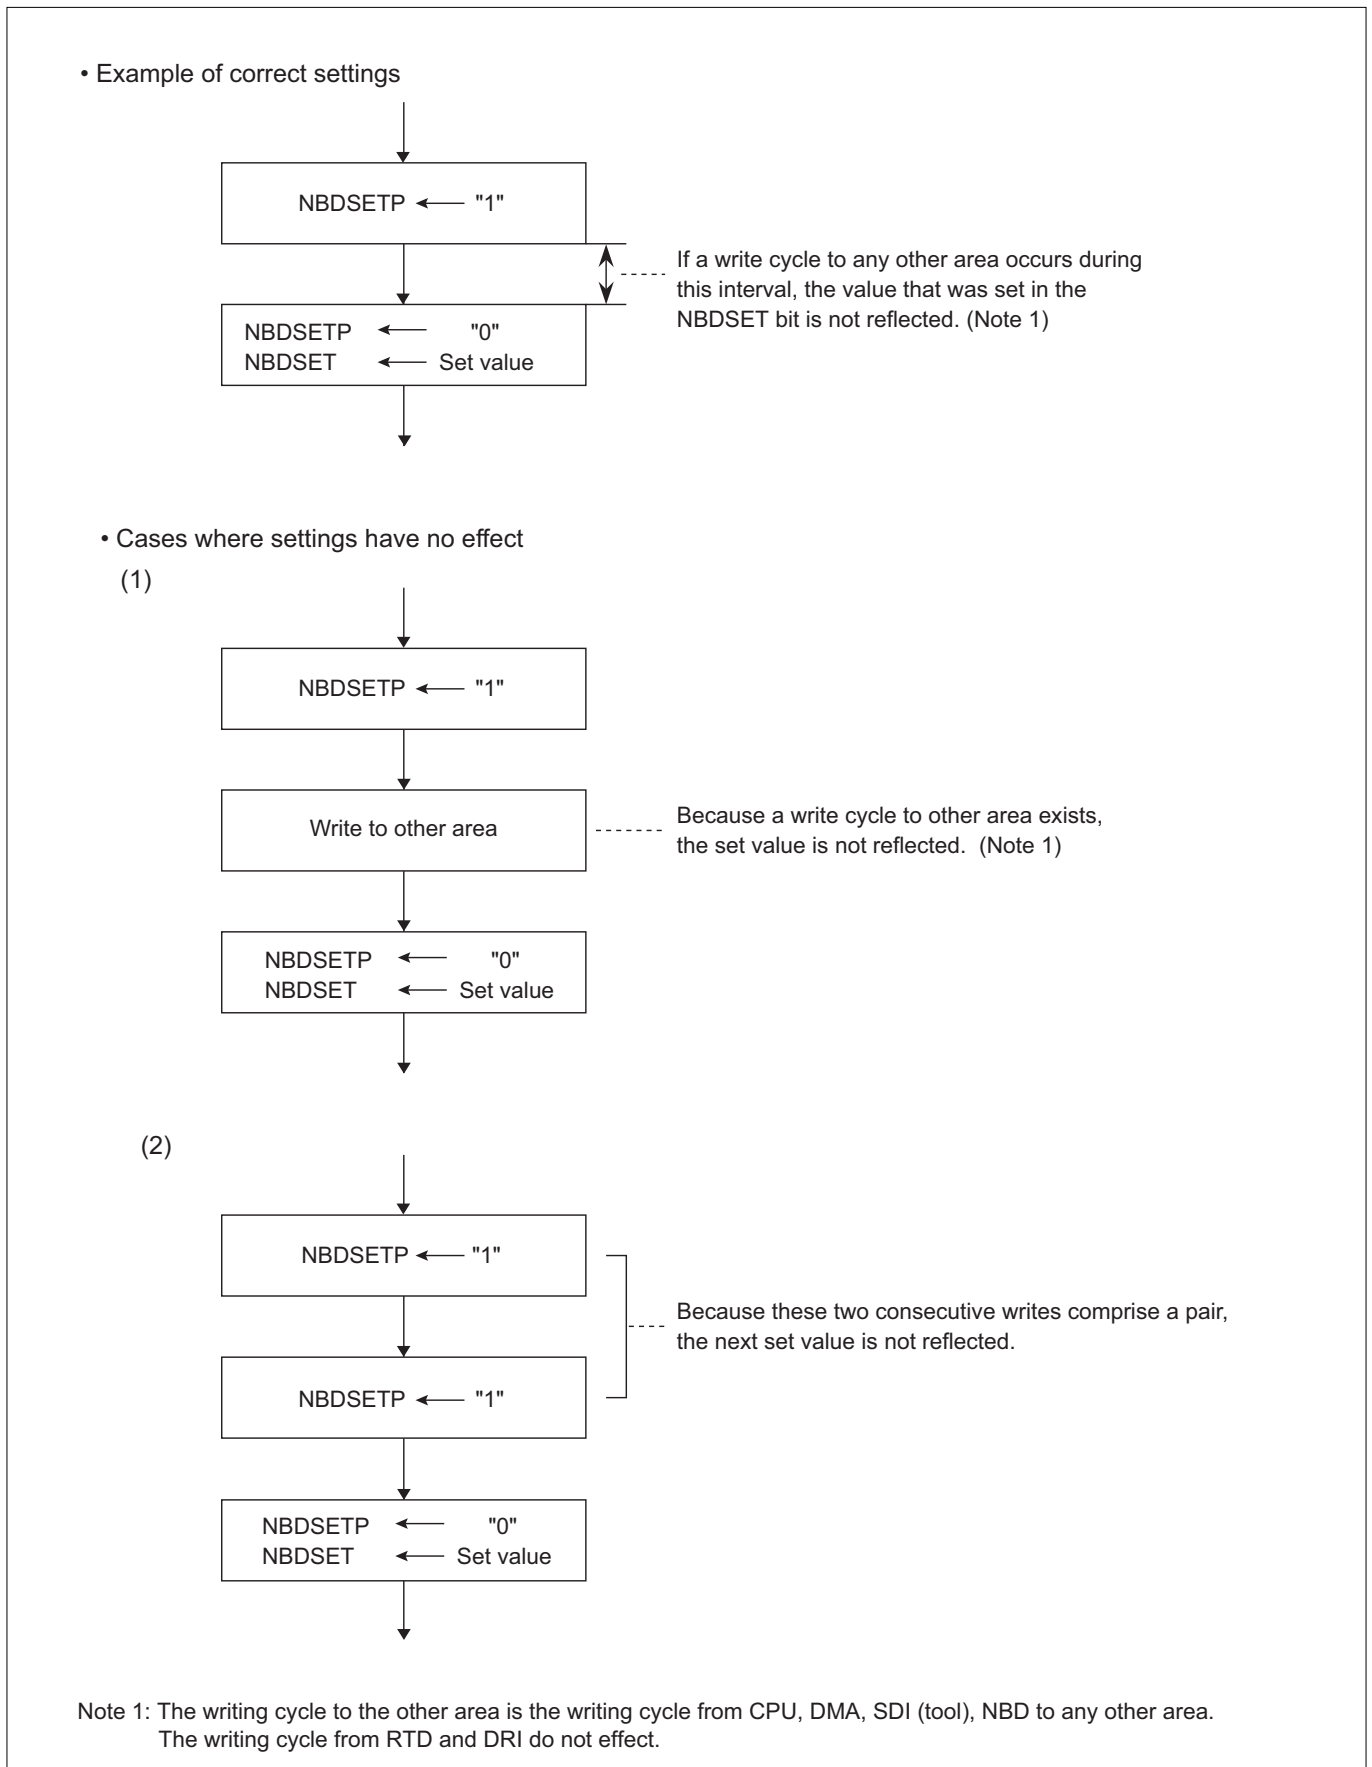 • Example of correct settings
NBDSETP ← "1"
If a write cycle to any other area occurs during
this interval, the value that was set in the
NBDSET bit is not reflected. (Note 1)
NBDSETP ← "0"
NBDSET ← Set value
• Cases where settings have no effect
(1)
NBDSETP ← "1"
Write to other area
Because a write cycle to other area exists,
the set value is not reflected. (Note 1)
NBDSETP ← "0"
NBDSET ← Set value
(2)
NBDSETP ← "1"
Because these two consecutive writes comprise a pair,
the next set value is not reflected.
NBDSETP ← "1"
NBDSETP ← "0"
NBDSET ← Set value
Note 1: The writing cycle to the other area is the writing cycle from CPU, DMA, SDI (tool), NBD to any other area.
The writing cycle from RTD and DRI do not effect.